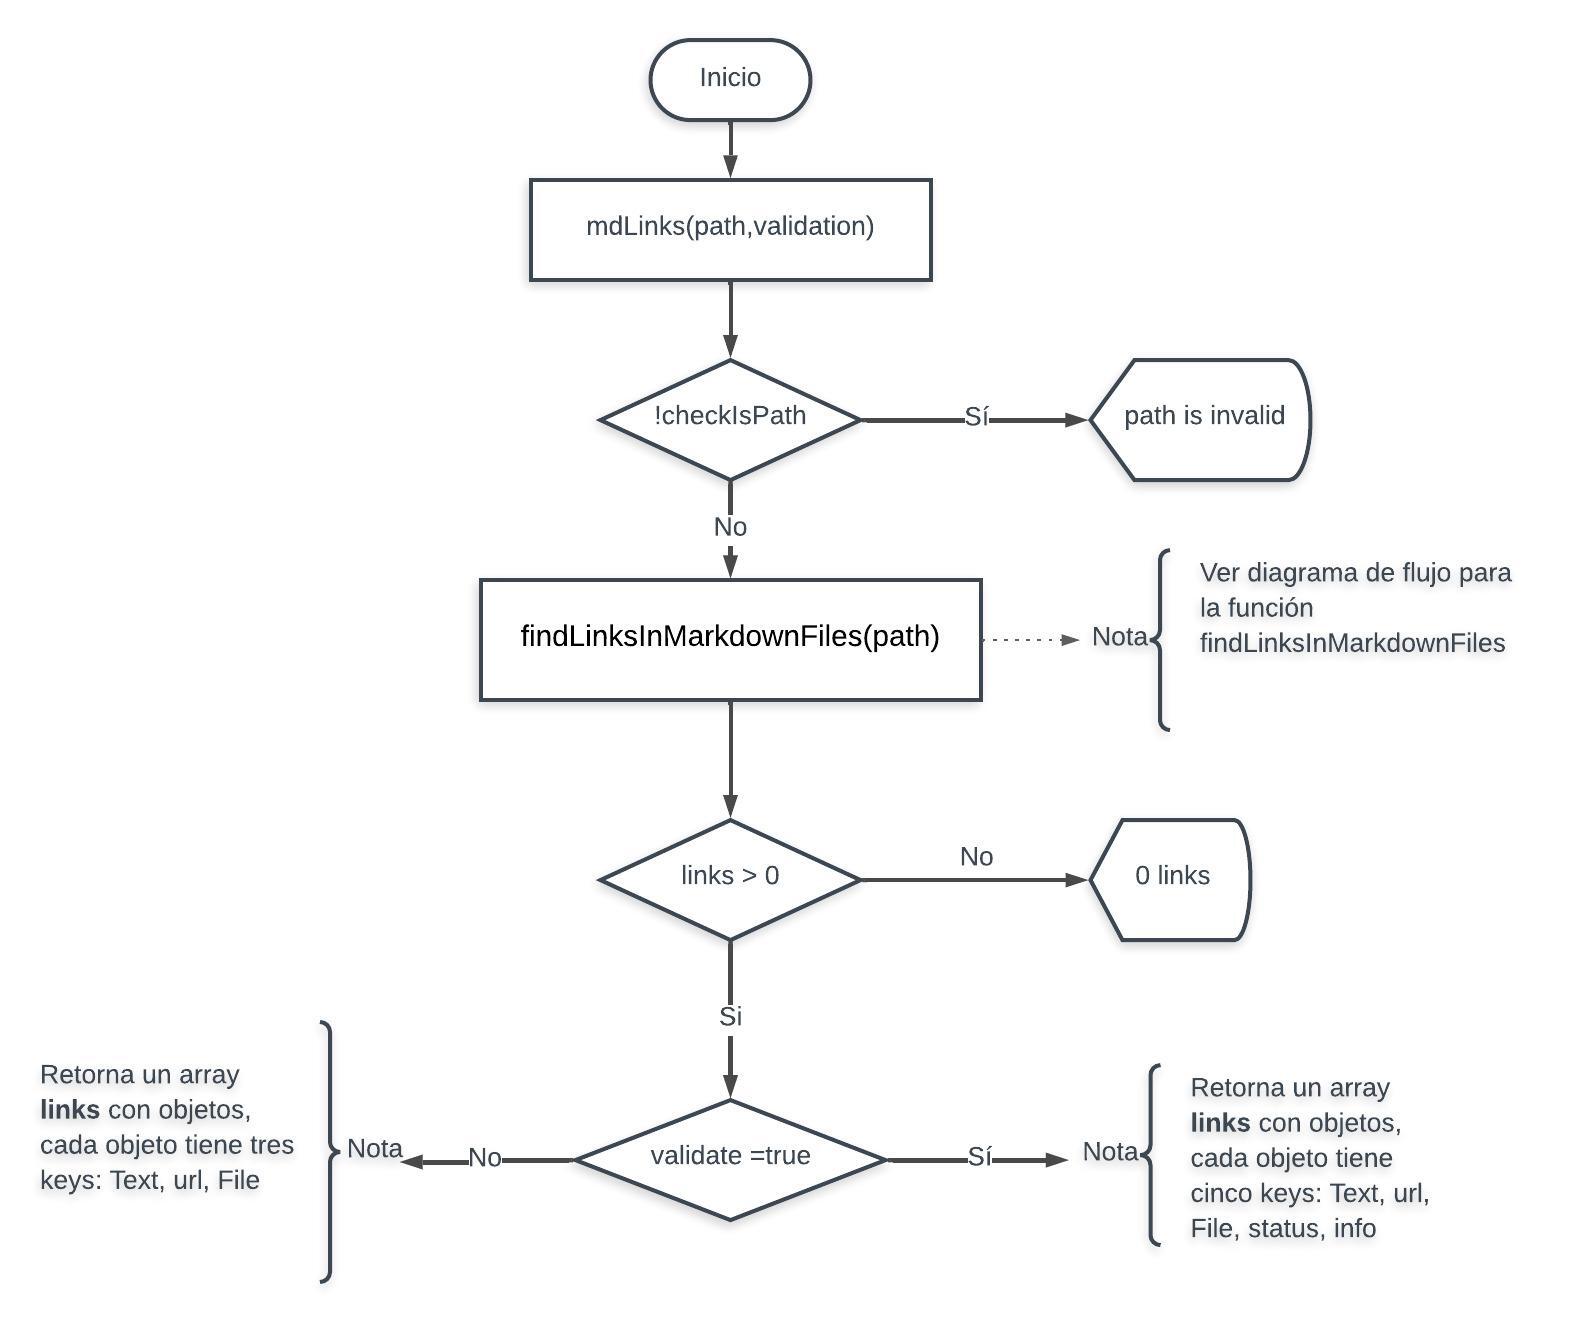 Inicio
mdLinks(path,validation)
!checkIsPath
Sí
path is invalid
No
findLinksInMarkdownFiles(path)
Nota
Ver diagrama de flujo para
la función
findLinksInMarkdownFiles
links > 0
No
0 links
Si
Retorna un array
links con objetos,
cada objeto tiene tres
keys: Text, url, File
Nota
No
validate =true
Sí
Nota
Retorna un array
links con objetos,
cada objeto tiene
cinco keys: Text, url,
File, status, info